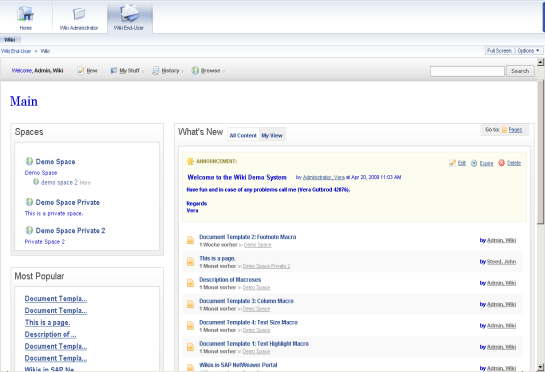 Home Wiki Administrator Wiki End-User
Wiki
Wiki End-User » Wiki Full Screen Options
Welcome, Admin, Wiki New My Stuff History Browse Search
Main
Spaces
Demo Space
Demo Space
demo space 2 More
Demo Space Private
This is a private space.
Demo Space Private 2
Private Space 2
Most Popular
Document Templa...
Document Templa...
This is a page.
Description of ...
Document Templa...
Document Templa...
Wikis in SAP Ne...
What's New All Content My View Go to: Pages
ANNOUNCEMENT: Edit Expire Delete
Welcome to the Wiki Demo System by Administrator, Vera at Apr 20, 2009 11:03 AM
Have fun and in case of any problems call me (Vera Gutbrod 42076).
Regards
Vera
Document Template 2: Footnote Macro
1 Woche vorher in Demo Space by Admin, Wiki
This is a page.
1 Monat vorher in Demo Space Private 2 by Steed, John
Description of Macroses
1 Monat vorher in Demo Space by Admin, Wiki
Document Template 3: Column Macro
1 Monat vorher in Demo Space by Admin, Wiki
Document Template 4: Text Size Macro
1 Monat vorher in Demo Space by Admin, Wiki
Document Template 1: Text Highlight Macro
1 Monat vorher in Demo Space by Admin, Wiki
Wikis in SAP NetWeaver Portal
by Admin, Wiki